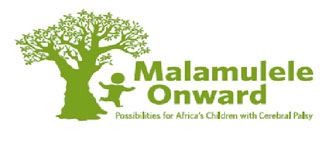 Malamulele
Onward
Possibilities for Africa's Children with Cerebral Palsy